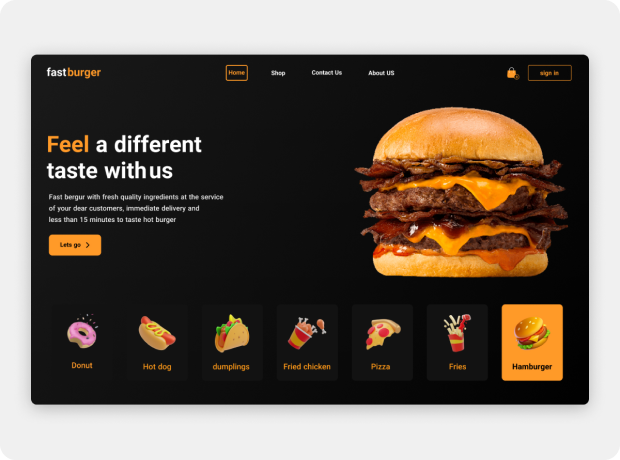 fastburger
Home Shop Contact Us About US
sign in
Feel a different
taste with us
Fast bergur with fresh quality ingredients at the service
of your dear customers, immediate delivery and
less than 15 minutes to taste hot burger
Lets go
Donut Hot dog dumplings Fried chicken Pizza Fries Hamburger